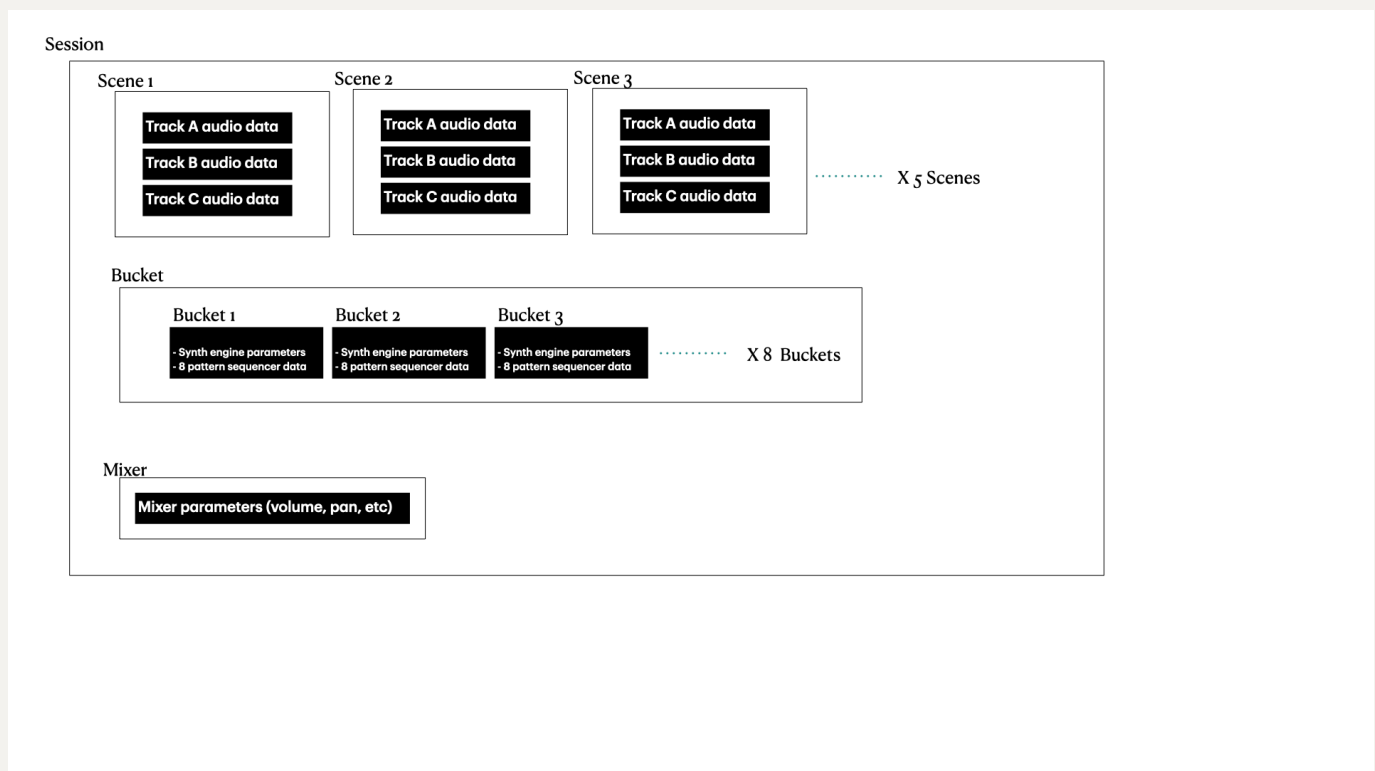 Session
Scene 1
Scene 2
Scene 3
Track A audio data
Track B audio data
Track C audio data
Track A audio data
Track B audio data
Track C audio data
Track A audio data
Track B audio data
Track C audio data
X 5 Scenes
Bucket
Bucket 1
- Synth engine parameters
- 8 pattern sequencer data
Bucket 2
- Synth engine parameters
- 8 pattern sequencer data
Bucket 3
- Synth engine parameters
- 8 pattern sequencer data
X 8 Buckets
Mixer
Mixer parameters (volume, pan, etc)